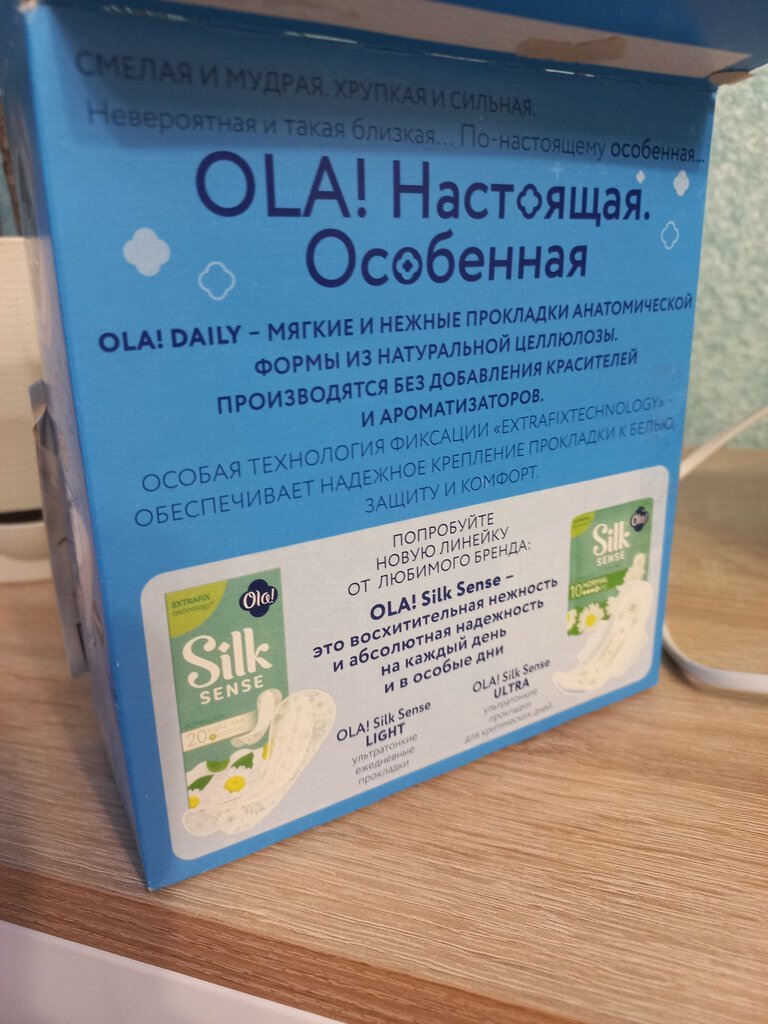 СМЕЛАЯ И МУДРАЯ. ХРУПКАЯ И СИЛЬНАЯ.
Невероятная и такая близкая... По-настоящему особенная...
OLA! Настоящая.
Особенная
OLA! DAILY – МЯГКИЕ И НЕЖНЫЕ ПРОКЛАДКИ АНАТОМИЧЕСКОЙ
ФОРМЫ ИЗ НАТУРАЛЬНОЙ ЦЕЛЛЮЛОЗЫ.
ПРОИЗВОДЯТСЯ БЕЗ ДОБАВЛЕНИЯ КРАСИТЕЛЕЙ
И АРОМАТИЗАТОРОВ.
ОСОБАЯ ТЕХНОЛОГИЯ ФИКСАЦИИ «EXTRAFIXTECHNOLOGY» -
ОБЕСПЕЧИВАЕТ НАДЕЖНОЕ КРЕПЛЕНИЕ ПРОКЛАДКИ К БЕЛЬЮ,
ЗАЩИТУ И КОМФОРТ.
ПОПРОБУЙТЕ
НОВУЮ ЛИНЕЙКУ
ОТ ЛЮБИМОГО БРЕНДА:
OLA! Silk Sense –
это восхитительная нежность
и абсолютная надежность
на каждый день
и в особые дни
EXTRAFIX
technology
Ola!
Silk
SENSE
20 light deo
OLA! Silk Sense
LIGHT
ультратонкие
ежедневные
прокладки
OLA! Silk Sense
ULTRA
ультратонкие
прокладки
для критических дней
Ola!
Silk
SENSE
10 NORMAL